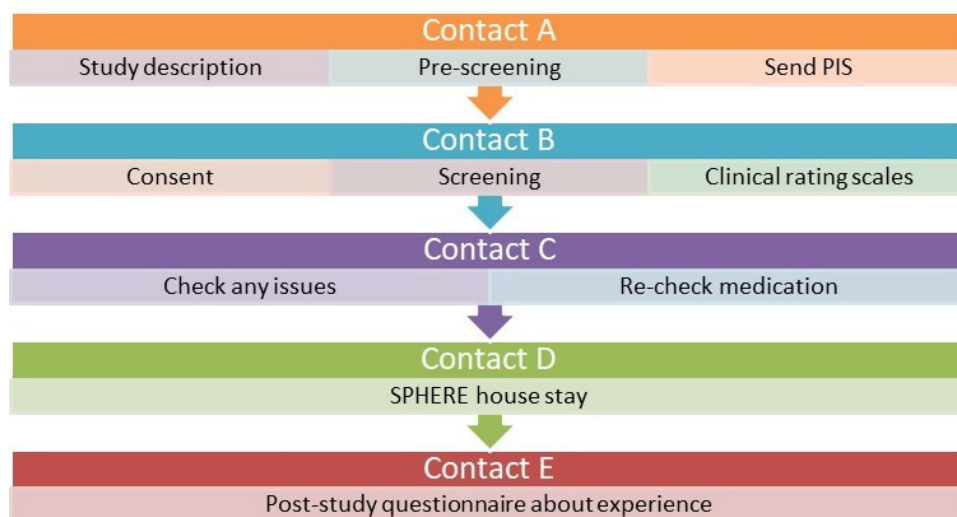 Contact A
Study description Pre-screening Send PIS
Contact B
Consent Screening Clinical rating scales
Contact C
Check any issues Re-check medication
Contact D
SPHERE house stay
Contact E
Post-study questionnaire about experience